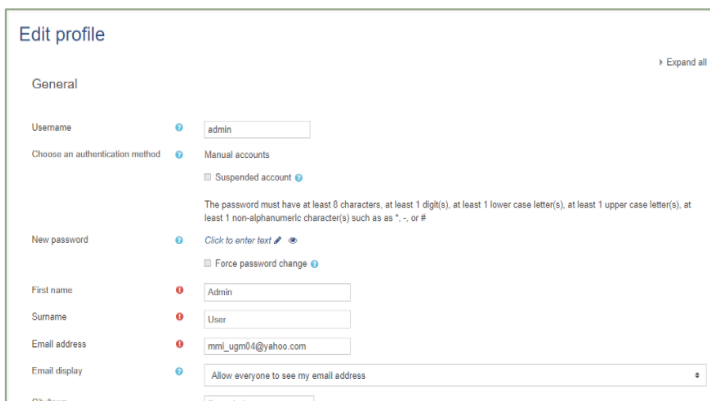 Edit profile
Expand all
General
Username
admin
Choose an authentication method
Manual accounts
Suspended account
The password must have at least 8 characters, at least 1 digit(s), at least 1 lower case letter(s), at least 1 upper case letter(s), at
least 1 non-alphanumeric character(s) such as as *, -, or #
New password
Click to enter text
Force password change
First name
Admin
Surname
User
Email address
mmi_ugm04@yahoo.com
Email display
Allow everyone to see my email address